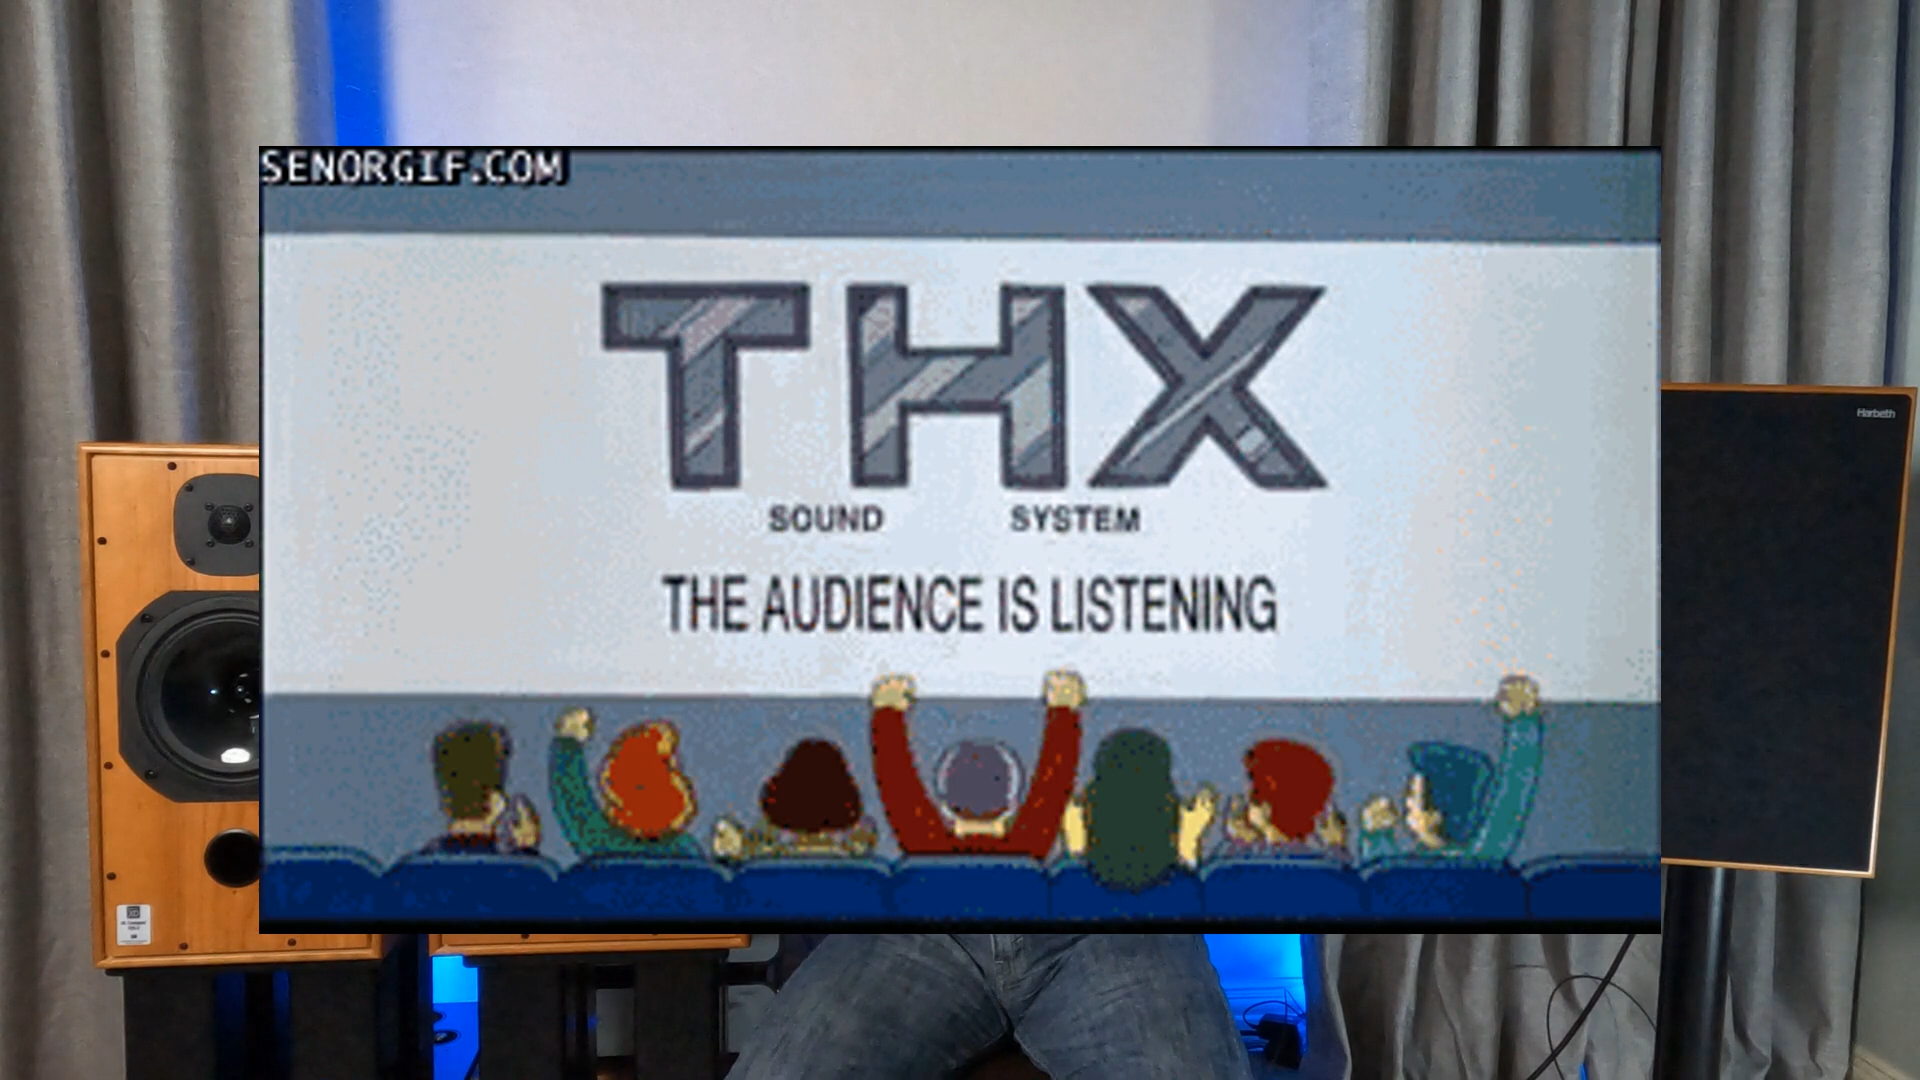 SENORGIF.COM
THX
SOUND SYSTEM
THE AUDIENCE IS LISTENING
Harbeth